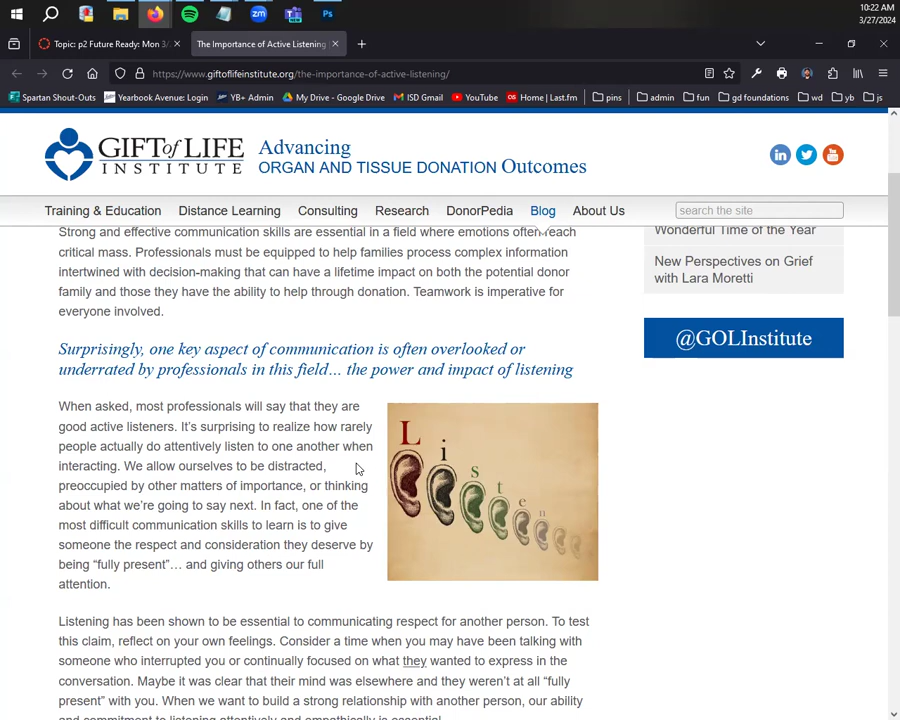 10:22 AM
3/27/2024
Topic: p2 Future Ready: Mon 3/
The Importance of Active Listening
https://www.giftoflifeinstitute.org/the-importance-of-active-listening/
Spartan Shout-Outs Yearbook Avenue: Login YB+ Admin My Drive - Google Drive ISD Gmail YouTube Home | Last.fm pins admin fun gd foundations wd yb js
GIFT of LIFE
INSTITUTE
Advancing
ORGAN AND TISSUE DONATION Outcomes
Training & Education Distance Learning Consulting Research DonorPedia Blog About Us search the site
Strong and effective communication skills are essential in a field where emotions often reach
critical mass. Professionals must be equipped to help families process complex information
intertwined with decision-making that can have a lifetime impact on both the potential donor
family and those they have the ability to help through donation. Teamwork is imperative for
everyone involved.
Wonderful Time of the Year
New Perspectives on Grief
with Lara Moretti
@GOLInstitute
Surprisingly, one key aspect of communication is often overlooked or
underrated by professionals in this field… the power and impact of listening
When asked, most professionals will say that they are
good active listeners. It’s surprising to realize how rarely
people actually do attentively listen to one another when
interacting. We allow ourselves to be distracted,
preoccupied by other matters of importance, or thinking
about what we’re going to say next. In fact, one of the
most difficult communication skills to learn is to give
someone the respect and consideration they deserve by
being “fully present”… and giving others our full
attention.
Listen
Listening has been shown to be essential to communicating respect for another person. To test
this claim, reflect on your own feelings. Consider a time when you may have been talking with
someone who interrupted you or continually focused on what they wanted to express in the
conversation. Maybe it was clear that their mind was elsewhere and they weren’t at all “fully
present” with you. When we want to build a strong relationship with another person, our ability
and commitment to listening attentively and empathically is essential.